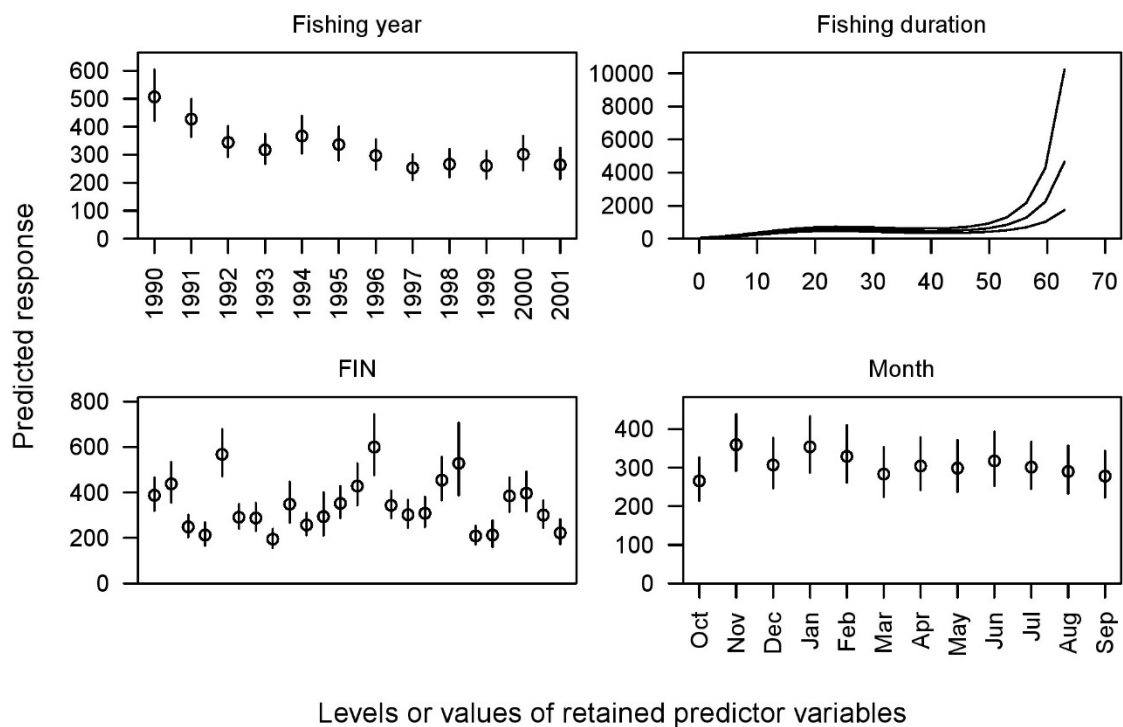 Fishing year
Fishing duration
600
500
400
300
200
100
0
1990
1991
1992
1993
1994
1995
1996
1997
1998
1999
2000
2001
10000
8000
6000
4000
2000
0
0 10 20 30 40 50 60 70
Predicted response
FIN
Month
800
600
400
200
0
400
300
200
100
0
Oct
Nov
Dec
Jan
Feb
Mar
Apr
May
Jun
Jul
Aug
Sep
Levels or values of retained predictor variables